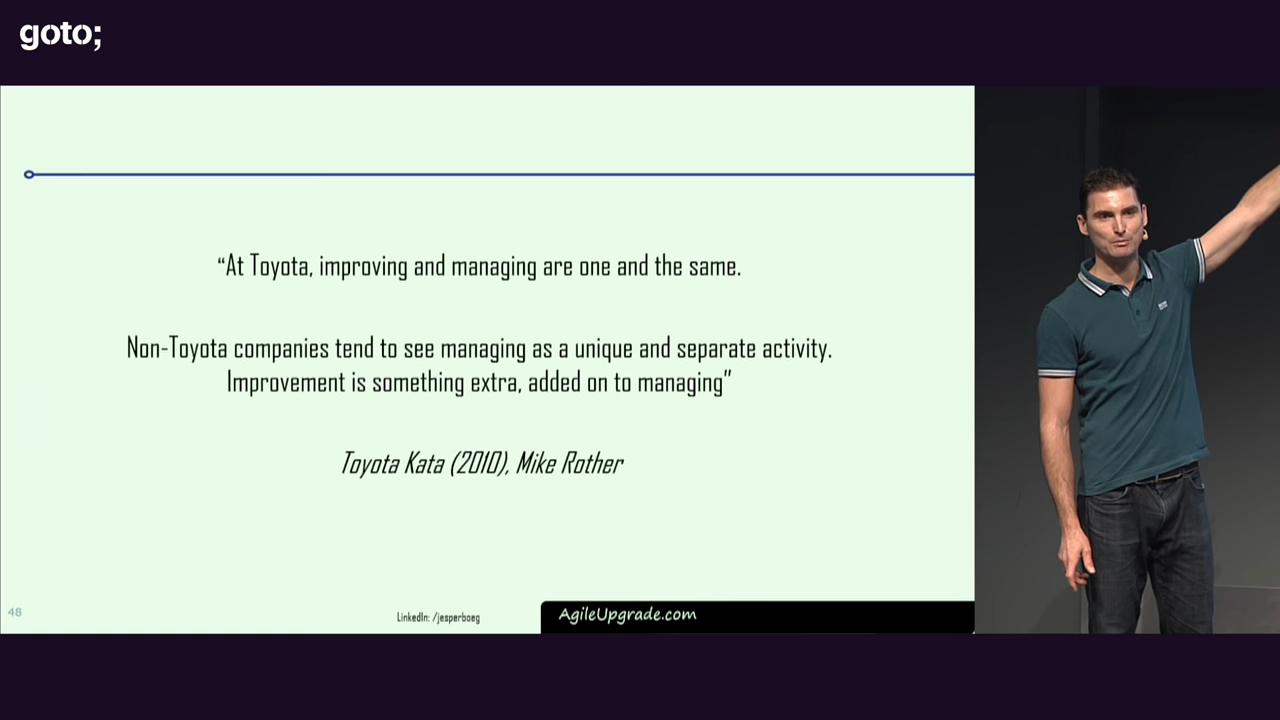 goto;
“At Toyota, improving and managing are one and the same.
Non-Toyota companies tend to see managing as a unique and separate activity.
Improvement is something extra, added on to managing”
Toyota Kata (2010), Mike Rother
48
LinkedIn: /jesperboeg
AgileUpgrade.com